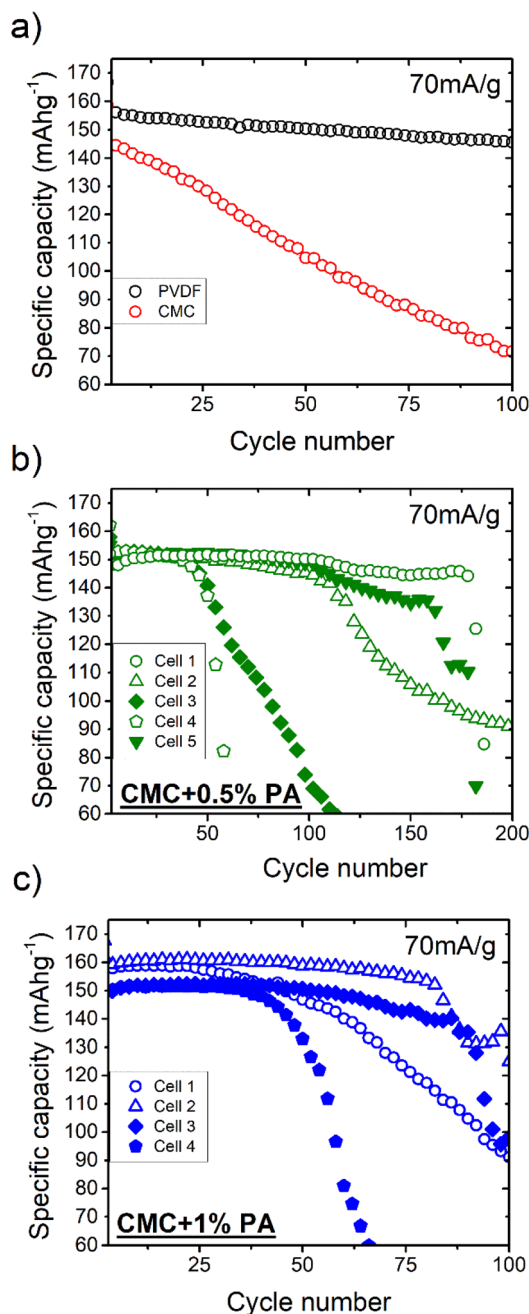 a)
170
160
150
140
130
120
110
100
90
80
70
60
Specific capacity (mAhg⁻¹)
70mA/g
PVDF
CMC
25 50 75 100
Cycle number
b)
170
160
150
140
130
120
110
100
90
80
70
60
Specific capacity (mAhg⁻¹)
70mA/g
Cell 1
Cell 2
Cell 3
Cell 4
Cell 5
CMC+0.5% PA
50 100 150 200
Cycle number
c)
170
160
150
140
130
120
110
100
90
80
70
60
Specific capacity (mAhg⁻¹)
70mA/g
Cell 1
Cell 2
Cell 3
Cell 4
CMC+1% PA
25 50 75 100
Cycle number